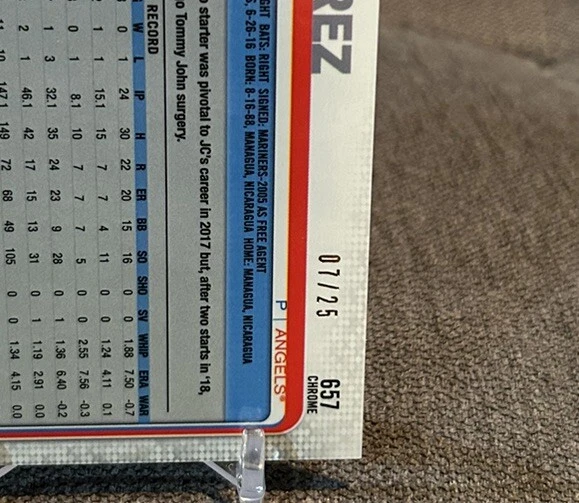 REZ
07/25
657
CHROME
P | ANGELS®
GHT BATS: RIGHT SIGNED: MARINERS-2005 AS FREE AGENT
6, 6-26-16 BORN: 8-16-88, MANAGUA, NICARAGUA HOME: MANAGUA, NICARAGUA
starter was pivotal to JC's career in 2017 but, after two starts in '18,
Tommy John surgery.
RECORD
W L IP H R ER BB SO SHO SV WHIP ERA WAR
0 1 24 30 22 20 15 16 0 0 1.88 7.50 -0.7
1 1 15.1 15 7 7 4 11 0 0 1.24 4.11 0.1
0 1 8.1 10 7 7 7 5 0 0 2.55 7.56 -0.3
1 3 32.1 35 24 23 9 28 0 1 1.36 6.40 -0.2
2 1 46.1 42 17 15 13 31 0 1 1.19 2.91 0.0
147.1 149 72 68 49 105 0 0 1.34 4.15 0.0